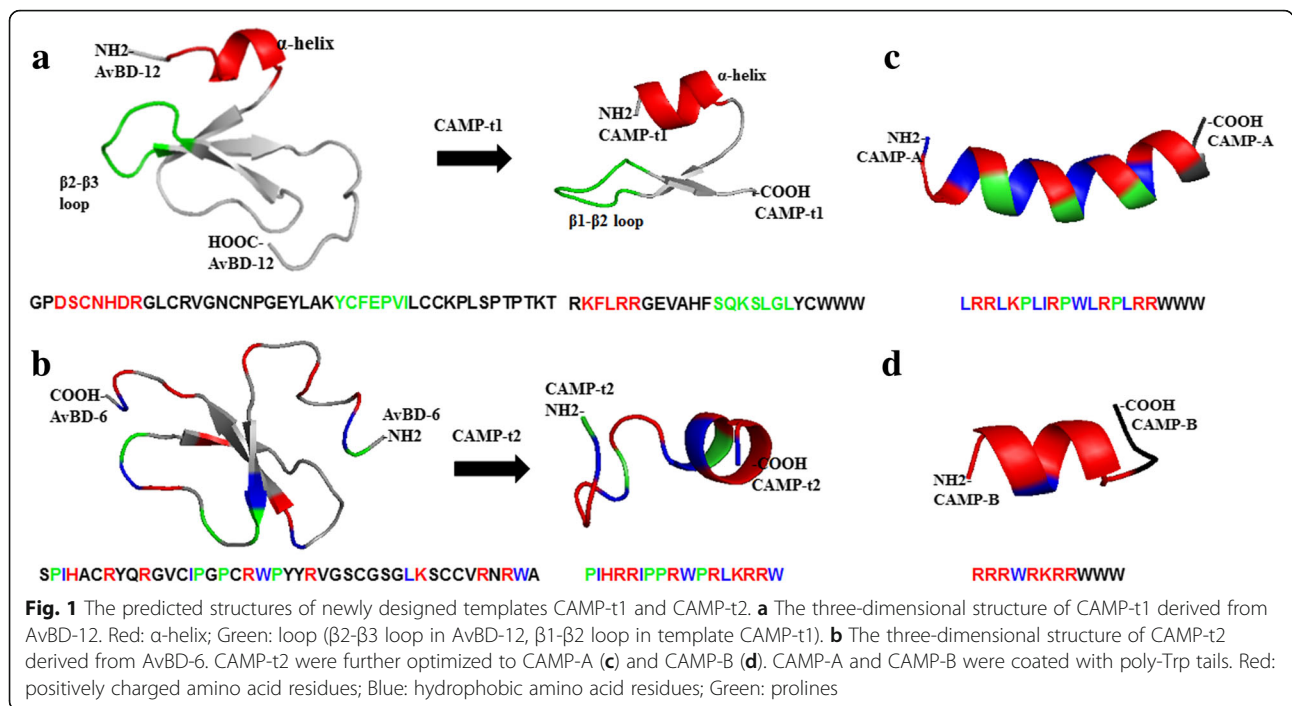 a
NH2-
AvBD-12
α-helix
β2-β3
loop
HOOC-
AvBD-12
CAMP-t1
α-helix
NH2
CAMP-t1
-COOH
CAMP-t1
β1-β2 loop
GPDSCNHDRGLCRVGNCNPGEYLAKYCFEPVILCCKPLSPTPTKT
RKFLRRGEVAHFSQKSLGLYCWWW
c
NH2-
CAMP-A
-COOH
CAMP-A
LRRLKPLIRPWLRPLRRWWW
b
COOH-
AvBD-6
AvBD-6
-NH2
CAMP-t2
CAMP-t2
NH2-
-COOH
CAMP-t2
SPIHACRYQRGVCIPGPCRWPYYRVGSCGSGLKSCCVRNRWA
PIHRRIPPRWPRLKRRW
d
NH2-
CAMP-B
-COOH
CAMP-B
RRRWRKRRWWW
Fig. 1 The predicted structures of newly designed templates CAMP-t1 and CAMP-t2. a The three-dimensional structure of CAMP-t1 derived from
AvBD-12. Red: α-helix; Green: loop (β2-β3 loop in AvBD-12, β1-β2 loop in template CAMP-t1). b The three-dimensional structure of CAMP-t2
derived from AvBD-6. CAMP-t2 were further optimized to CAMP-A (c) and CAMP-B (d). CAMP-A and CAMP-B were coated with poly-Trp tails. Red:
positively charged amino acid residues; Blue: hydrophobic amino acid residues; Green: prolines